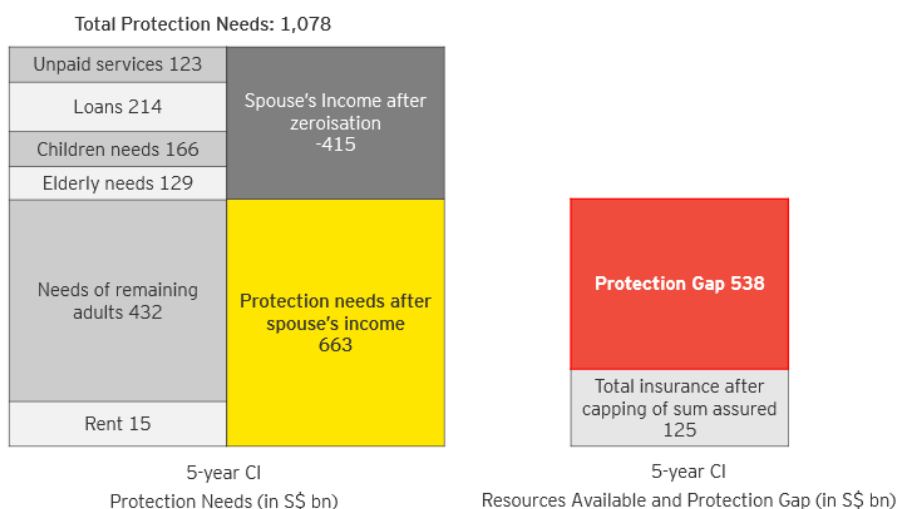 Total Protection Needs: 1,078
Unpaid services 123
Loans 214
Children needs 166
Elderly needs 129
Needs of remaining
adults 432
Rent 15
Spouse's Income after
zeroisation
-415
Protection needs after
spouse's income
663
5-year CI
Protection Needs (in S$ bn)
Protection Gap 538
Total insurance after
capping of sum assured
125
5-year CI
Resources Available and Protection Gap (in S$ bn)